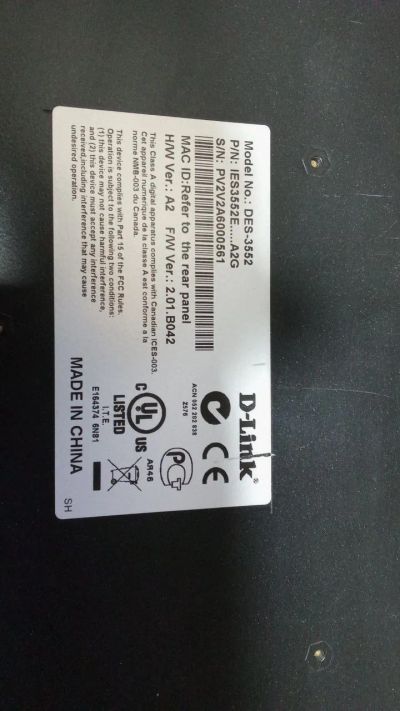 Model No.: DES-3552
P/N: IES3552E.....A2G
S/N: PV2V2A6000561
MAC ID:Refer to the rear panel
H/W Ver.: A2 F/W Ver.: 2.01.B042
This Class A digital apparatus complies with Canadian ICES-003.
Cet appareil numérique de la classe A est conforme à la
norme NMB-003 du Canada.
This device complies with Part 15 of the FCC Rules.
Operation is subject to the following two conditions:
(1) this device may not cause harmful interference,
and (2) this device must accept any interference
received,including interference that may cause
undesired operation.
D-Link®
CE
ACN 052 202 838
Z576
C UL US
LISTED
I.T.E.
E164374 6N81
AR46
MADE IN CHINA
SH